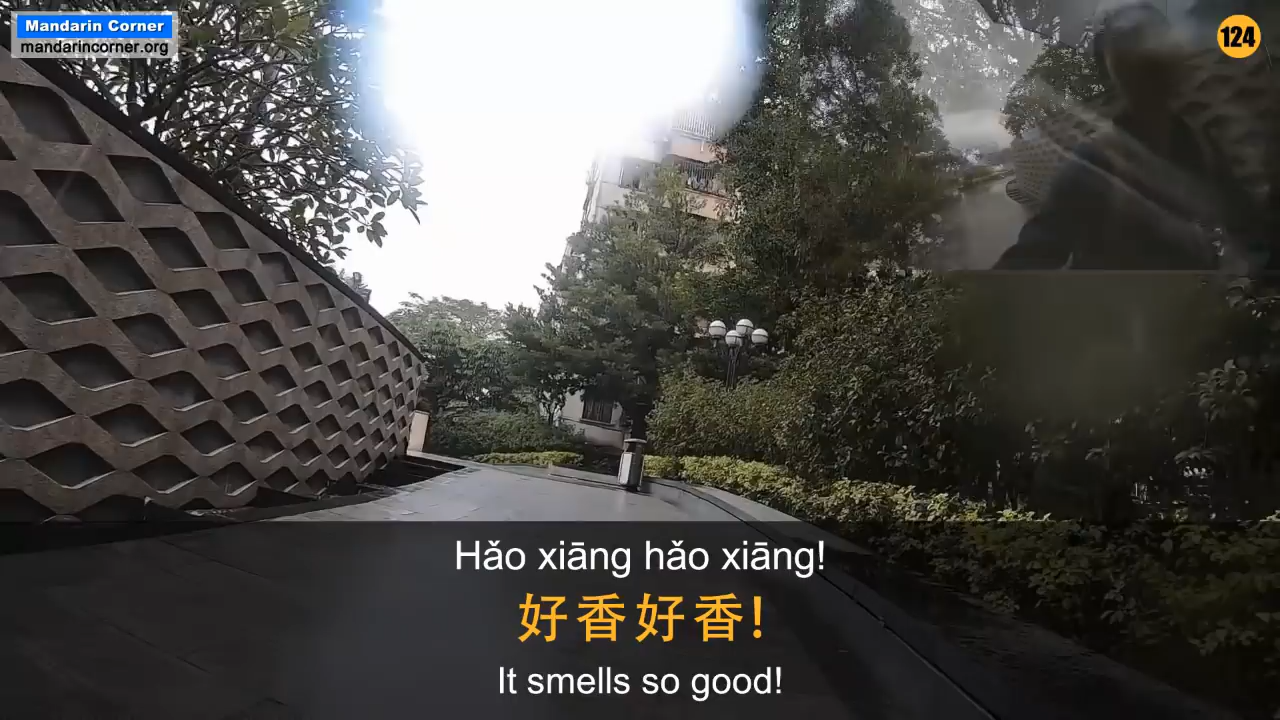 Mandarin Corner
mandarincorner.org
124
Hǎo xiāng hǎo xiāng!
好香好香!
It smells so good!